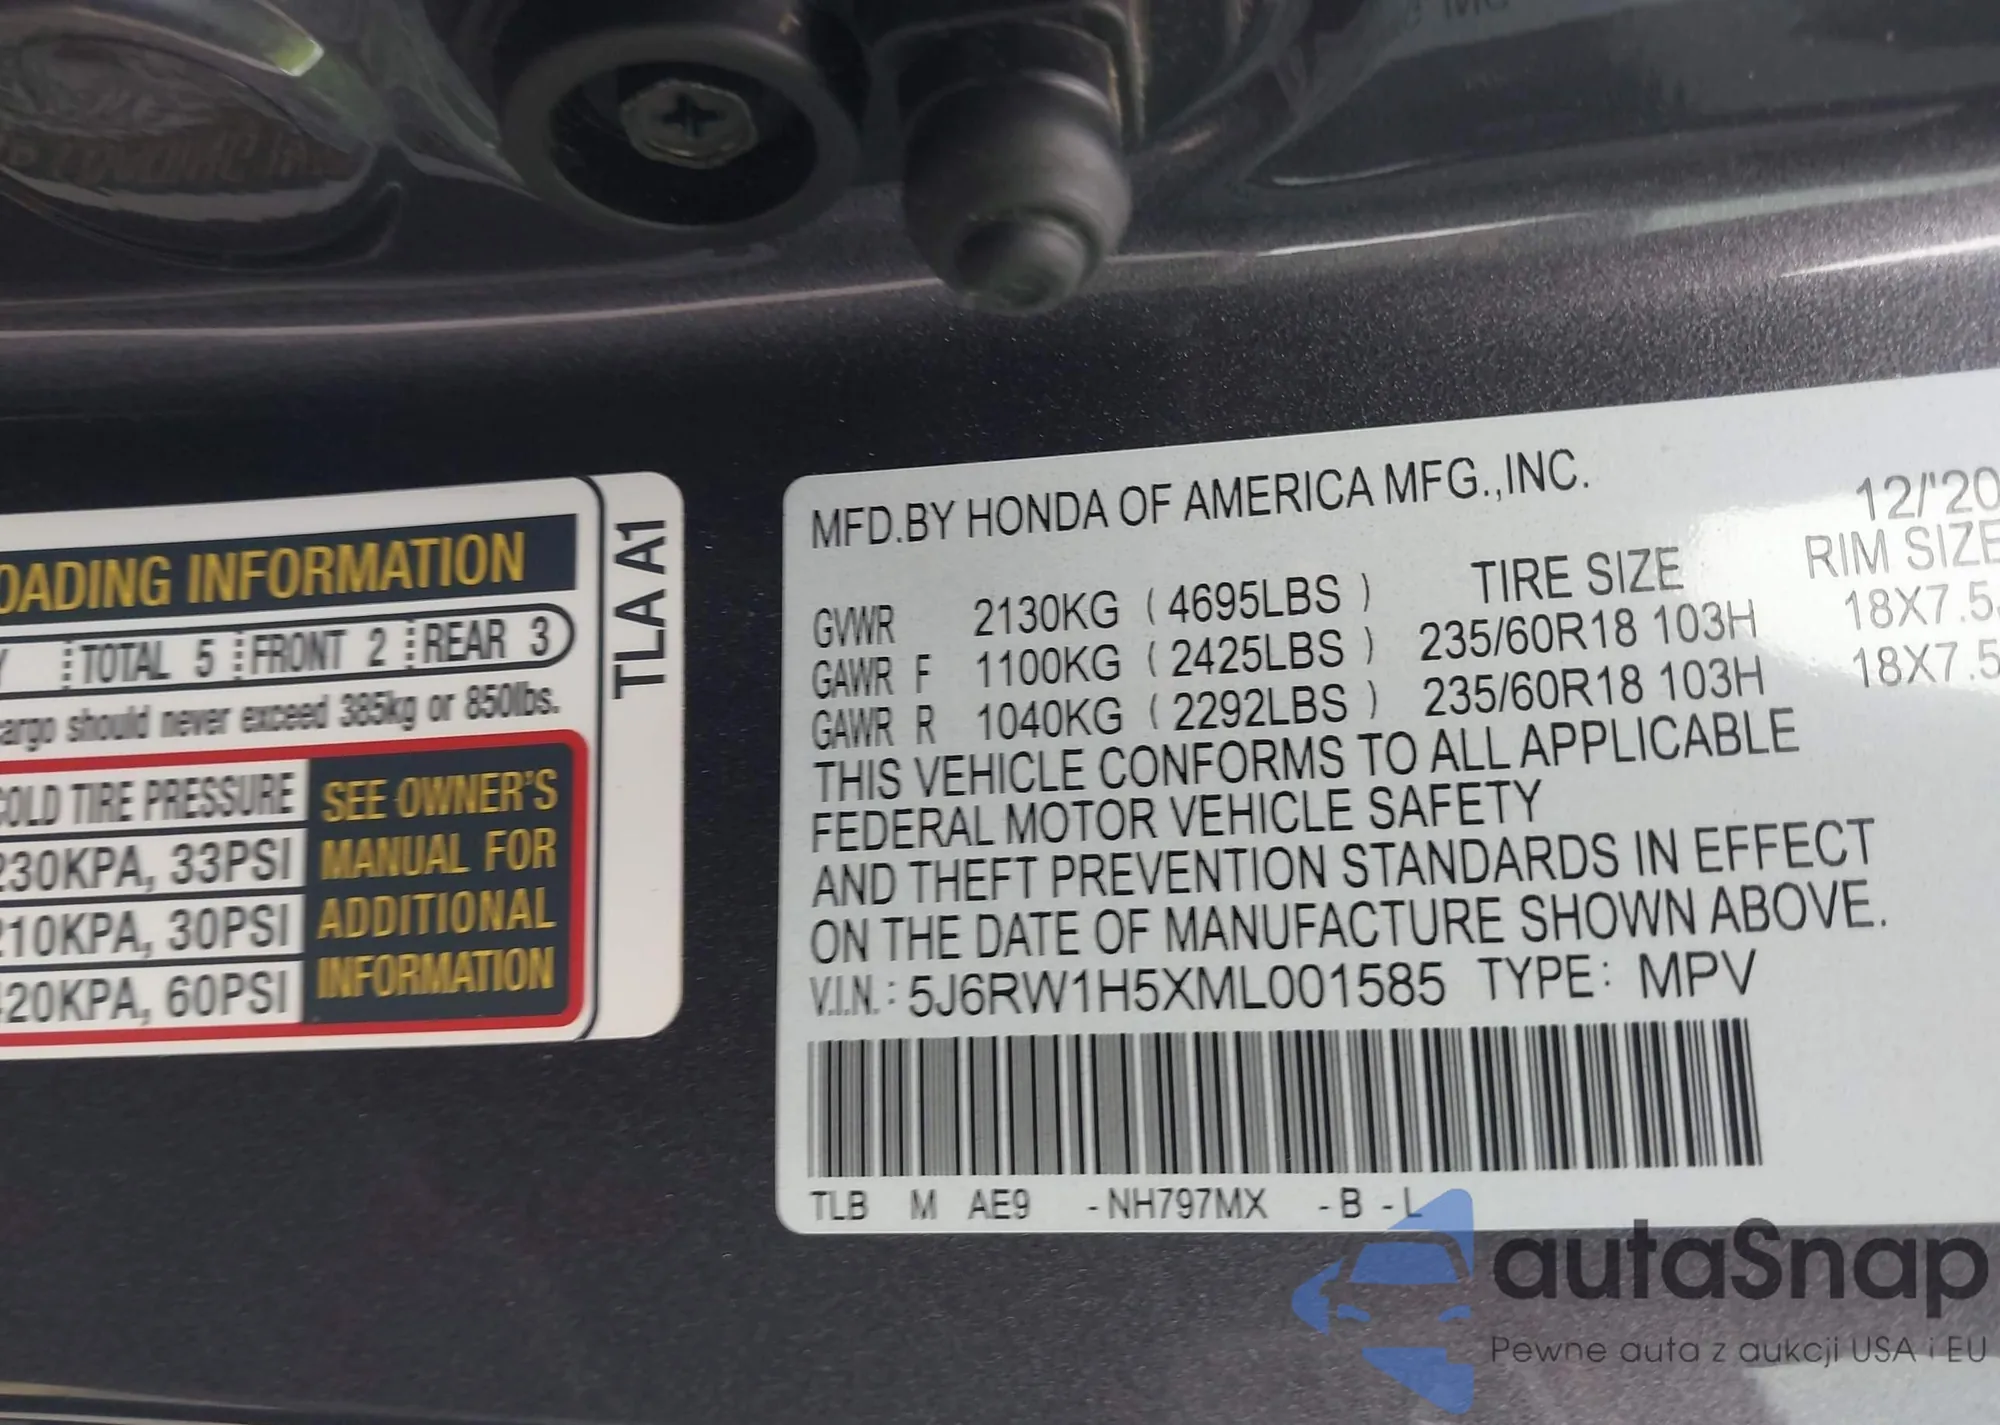 OADING INFORMATION
Y TOTAL 5 FRONT 2 REAR 3
cargo should never exceed 385kg or 850lbs.
COLD TIRE PRESSURE
230KPA, 33PSI
210KPA, 30PSI
420KPA, 60PSI
SEE OWNER'S
MANUAL FOR
ADDITIONAL
INFORMATION
TLA A1
MFD.BY HONDA OF AMERICA MFG.,INC. 12/'20
TIRE SIZE RIM SIZE
GVWR 2130KG ( 4695LBS )
GAWR F 1100KG ( 2425LBS ) 235/60R18 103H 18X7.5J
GAWR R 1040KG ( 2292LBS ) 235/60R18 103H 18X7.5
THIS VEHICLE CONFORMS TO ALL APPLICABLE
FEDERAL MOTOR VEHICLE SAFETY
AND THEFT PREVENTION STANDARDS IN EFFECT
ON THE DATE OF MANUFACTURE SHOWN ABOVE.
V.I.N.: 5J6RW1H5XML001585 TYPE: MPV
TLB M AE9 -NH797MX -B -L
autaSnap
Pewne auta z aukcji USA i EU